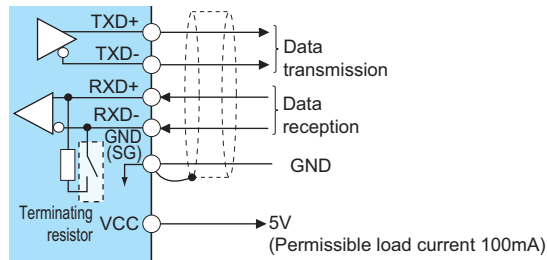 TXD+
TXD-
Data
transmission
RXD+
RXD-
Data
reception
GND
(SG)
GND
Terminating
resistor
VCC
5V
(Permissible load current 100mA)